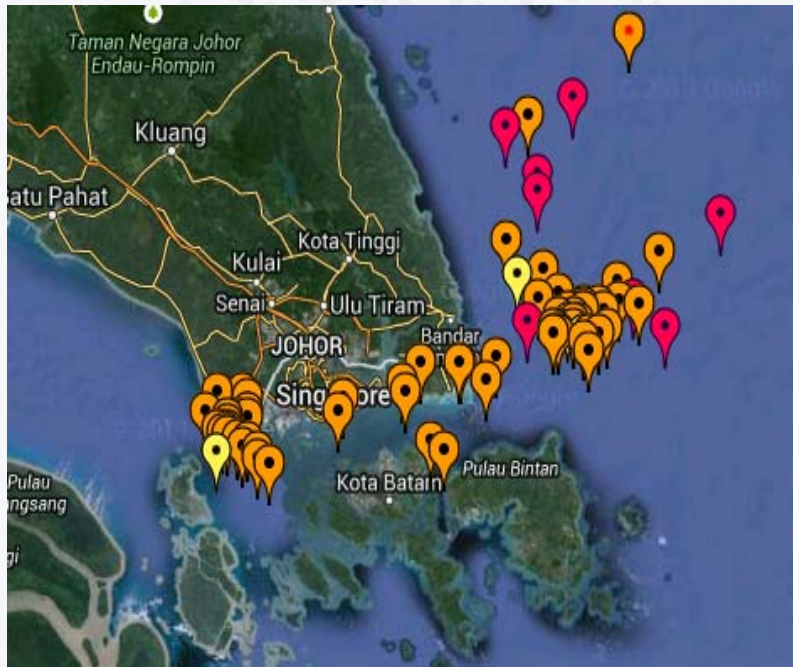 Taman Negara Johor
Endau-Rompin
Kluang
Batu Pahat
Kota Tinggi
Kulai
Senai
Ulu Tiram
JOHOR
Bandar
Singapore
Kota Batain
Pulau Bintan
Pulau